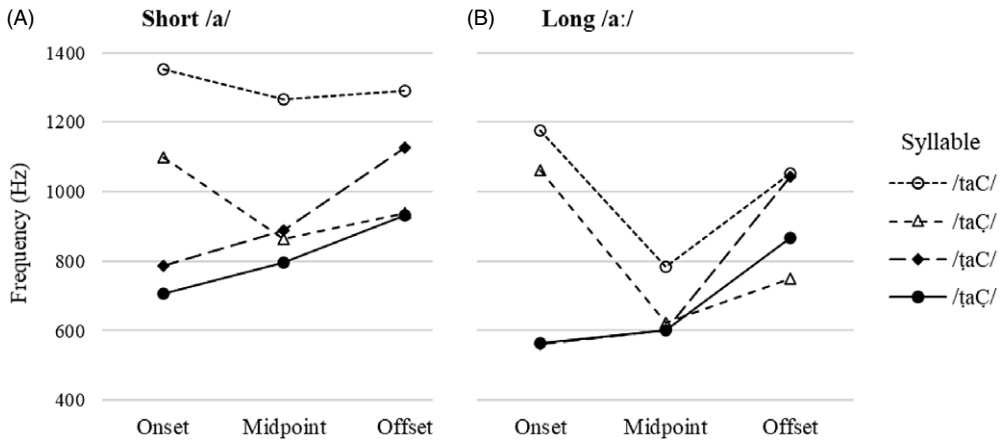 (A) Short /a/
(B) Long /aː/
Frequency (Hz)
1400
1200
1000
800
600
400
Onset Midpoint Offset
Onset Midpoint Offset
Syllable
/taC/
/taC̣/
/ṭaC/
/ṭaC̣/